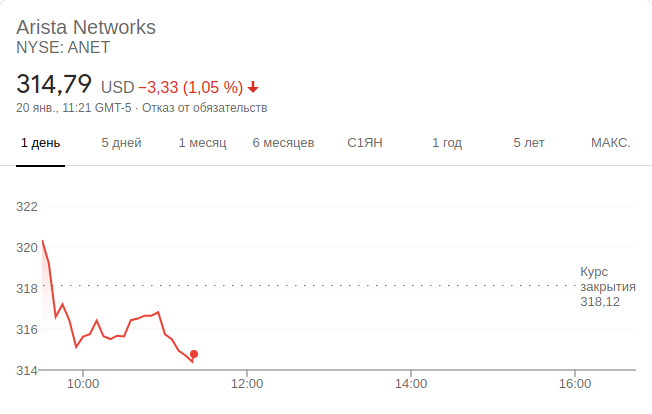 Arista Networks
NYSE: ANET
314,79 USD −3,33 (1,05 %)
20 янв., 11:21 GMT-5 · Отказ от обязательств
1 день 5 дней 1 месяц 6 месяцев С1ЯН 1 год 5 лет МАКС.
322
320
Курс
закрытия
318,12
318
316
314
10:00 12:00 14:00 16:00